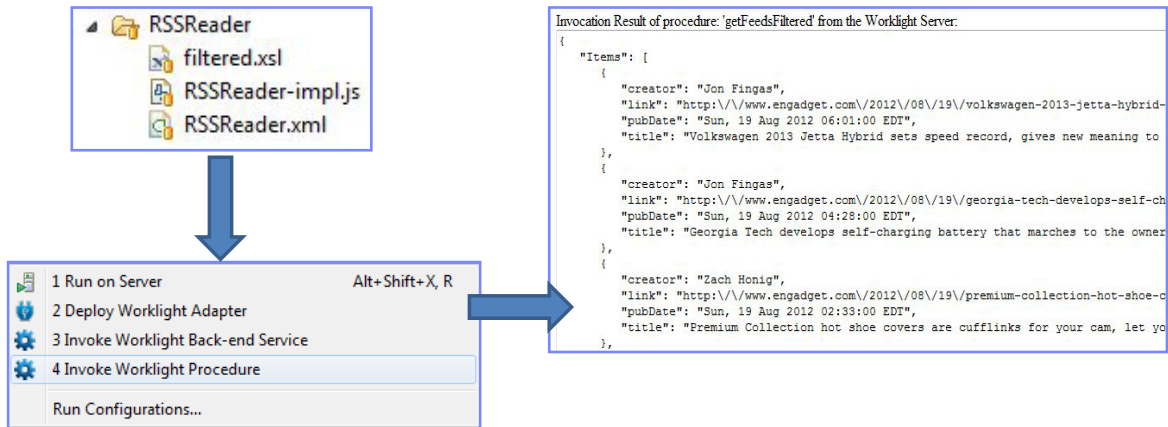 RSSReader
filtered.xsl
RSSReader-impl.js
RSSReader.xml
1 Run on Server Alt+Shift+X, R
2 Deploy Worklight Adapter
3 Invoke Worklight Back-end Service
4 Invoke Worklight Procedure
Run Configurations...
Invocation Result of procedure: 'getFeedsFiltered' from the Worklight Server:
{
"Items": [
{
"creator": "Jon Fingas",
"link": "http:\/\/www.engadget.com\/2012\/08\/19\/volkswagen-2013-jetta-hybrid-
"pubDate": "Sun, 19 Aug 2012 06:01:00 EDT",
"title": "Volkswagen 2013 Jetta Hybrid sets speed record, gives new meaning to
},
{
"creator": "Jon Fingas",
"link": "http:\/\/www.engadget.com\/2012\/08\/19\/georgia-tech-develops-self-ch
"pubDate": "Sun, 19 Aug 2012 04:28:00 EDT",
"title": "Georgia Tech develops self-charging battery that marches to the owner
},
{
"creator": "Zach Honig",
"link": "http:\/\/www.engadget.com\/2012\/08\/19\/premium-collection-hot-shoe-c
"pubDate": "Sun, 19 Aug 2012 02:33:00 EDT",
"title": "Premium Collection hot shoe covers are cufflinks for your cam, let yo
},